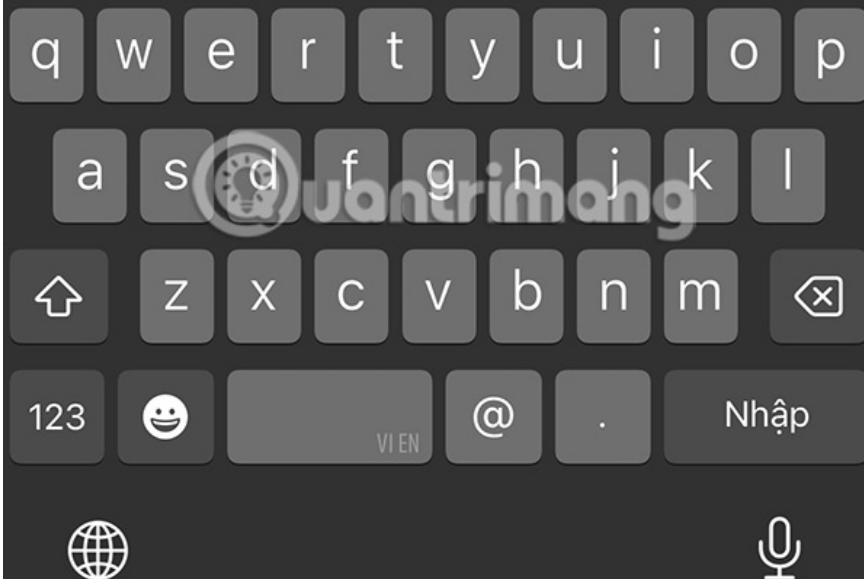 q w e r t y u i o p
a s d f g h j k l
Quantrimang
z x c v b n m
123 VI EN @ . Nhập